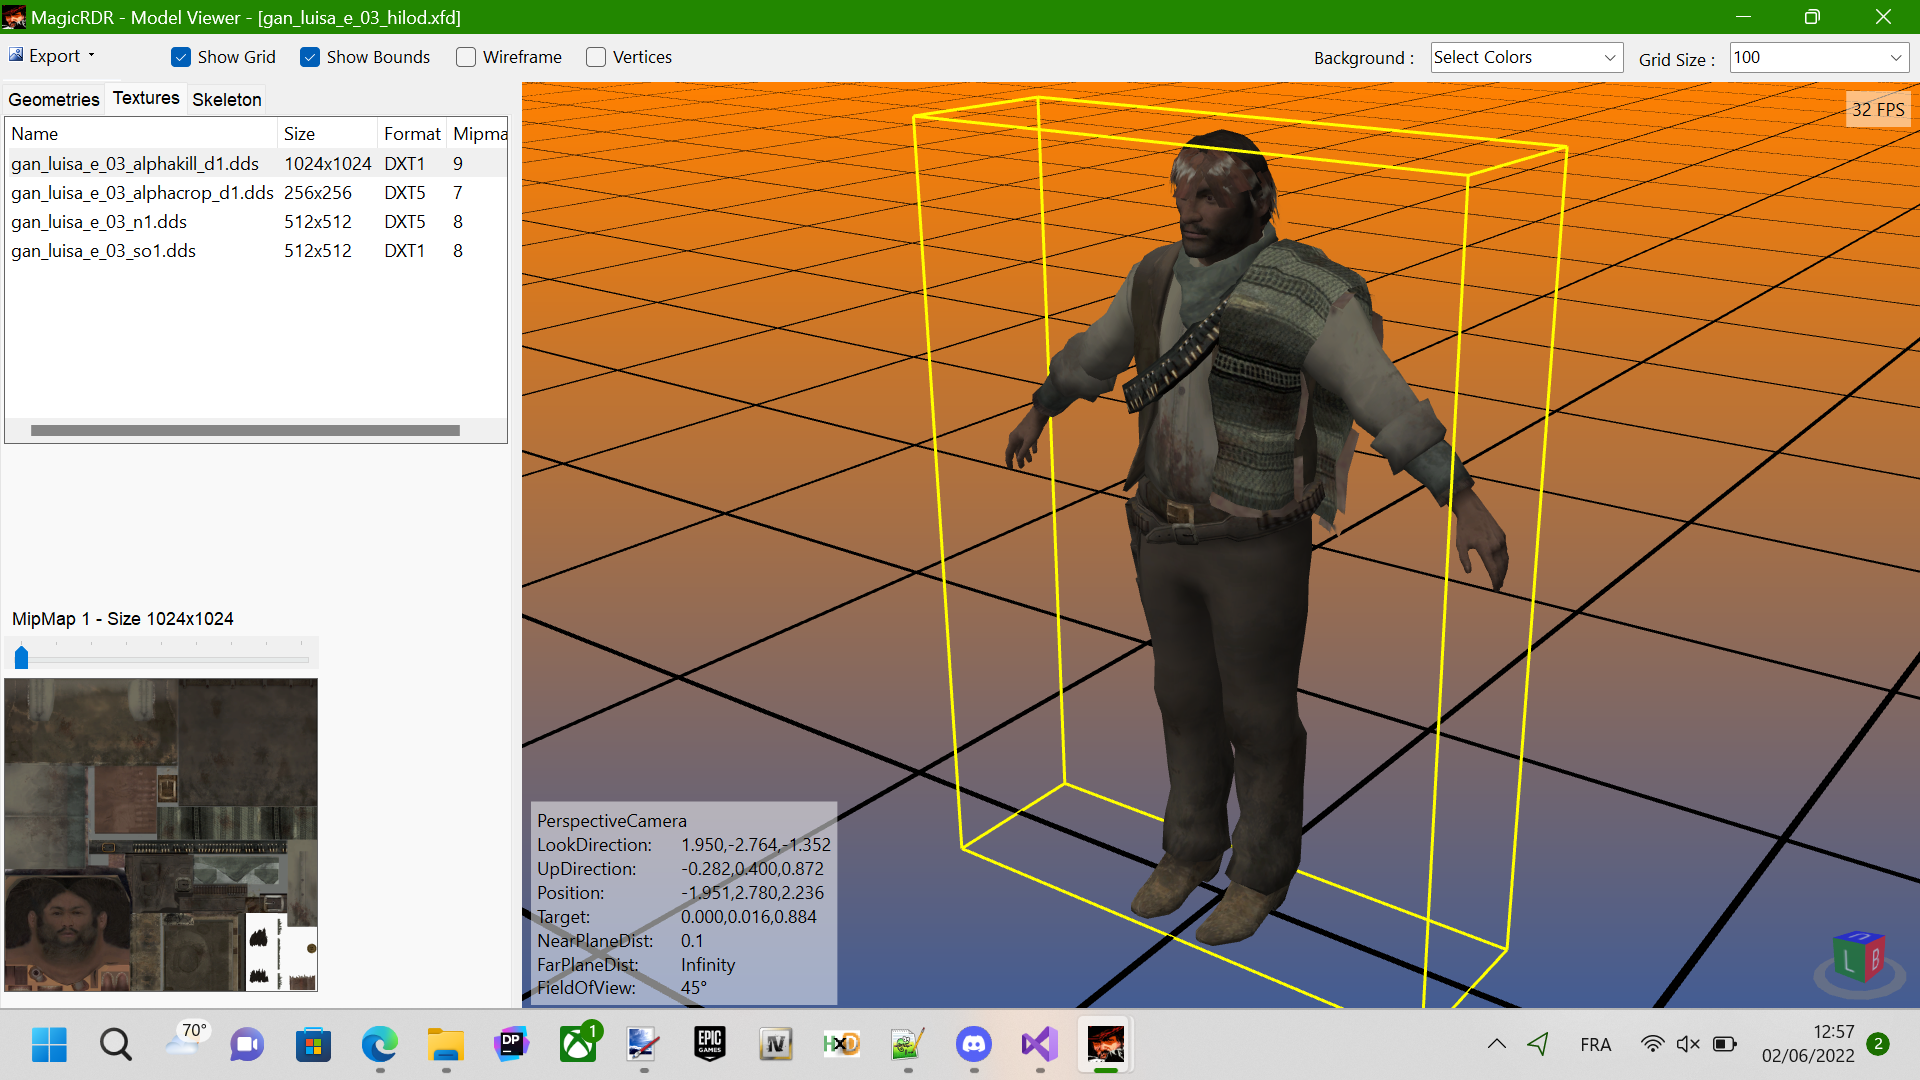 MagicRDR - Model Viewer - [gan_luisa_e_03_hilod.xfd]
Export
Show Grid
Show Bounds
Wireframe
Vertices
Background :
Select Colors
Grid Size :
100
Geometries
Textures
Skeleton
32 FPS
Name Size Format Mipma
gan_luisa_e_03_alphakill_d1.dds 1024x1024 DXT1 9
gan_luisa_e_03_alphacrop_d1.dds 256x256 DXT5 7
gan_luisa_e_03_n1.dds 512x512 DXT5 8
gan_luisa_e_03_so1.dds 512x512 DXT1 8
MipMap 1 - Size 1024x1024
PerspectiveCamera
LookDirection: 1.950,-2.764,-1.352
UpDirection: -0.282,0.400,0.872
Position: -1.951,2.780,2.236
Target: 0.000,0.016,0.884
NearPlaneDist: 0.1
FarPlaneDist: Infinity
FieldOfView: 45°
L
B
70°
DP
1
EPIC
GAMES
IV
HxD
FRA
12:57
02/06/2022
2